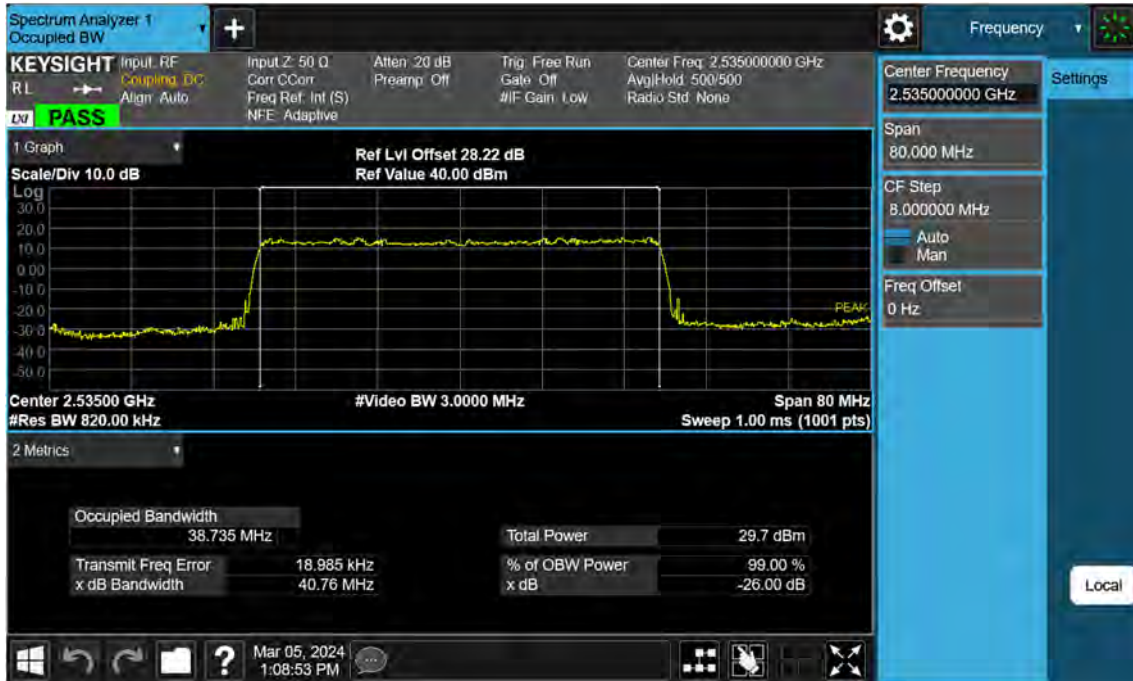 Spectrum Analyzer 1
Occupied BW
+
Frequency
KEYSIGHT
RL
LXI PASS
Input: RF
Coupling: DC
Align: Auto
Input Z: 50 Ω
Corr CCorr
Freq Ref: Int (S)
NFE: Adaptive
Atten: 20 dB
Preamp: Off
Trig: Free Run
Gate: Off
#IF Gain: Low
Center Freq: 2.535000000 GHz
Avg|Hold: 500/500
Radio Std: None
1 Graph
Scale/Div 10.0 dB
Ref Lvl Offset 28.22 dB
Ref Value 40.00 dBm
Log
30.0
20.0
10.0
0.00
-10.0
-20.0
-30.0
-40.0
-50.0
PEAK
Center 2.53500 GHz
#Video BW 3.0000 MHz
Span 80 MHz
#Res BW 820.00 kHz
Sweep 1.00 ms (1001 pts)
2 Metrics
Occupied Bandwidth
38.735 MHz
Total Power 29.7 dBm
Transmit Freq Error 18.985 kHz
% of OBW Power 99.00 %
x dB Bandwidth 40.76 MHz
x dB -26.00 dB
Center Frequency
2.535000000 GHz
Settings
Span
80.000 MHz
CF Step
8.000000 MHz
Auto
Man
Freq Offset
0 Hz
Local
?
Mar 05, 2024
1:08:53 PM